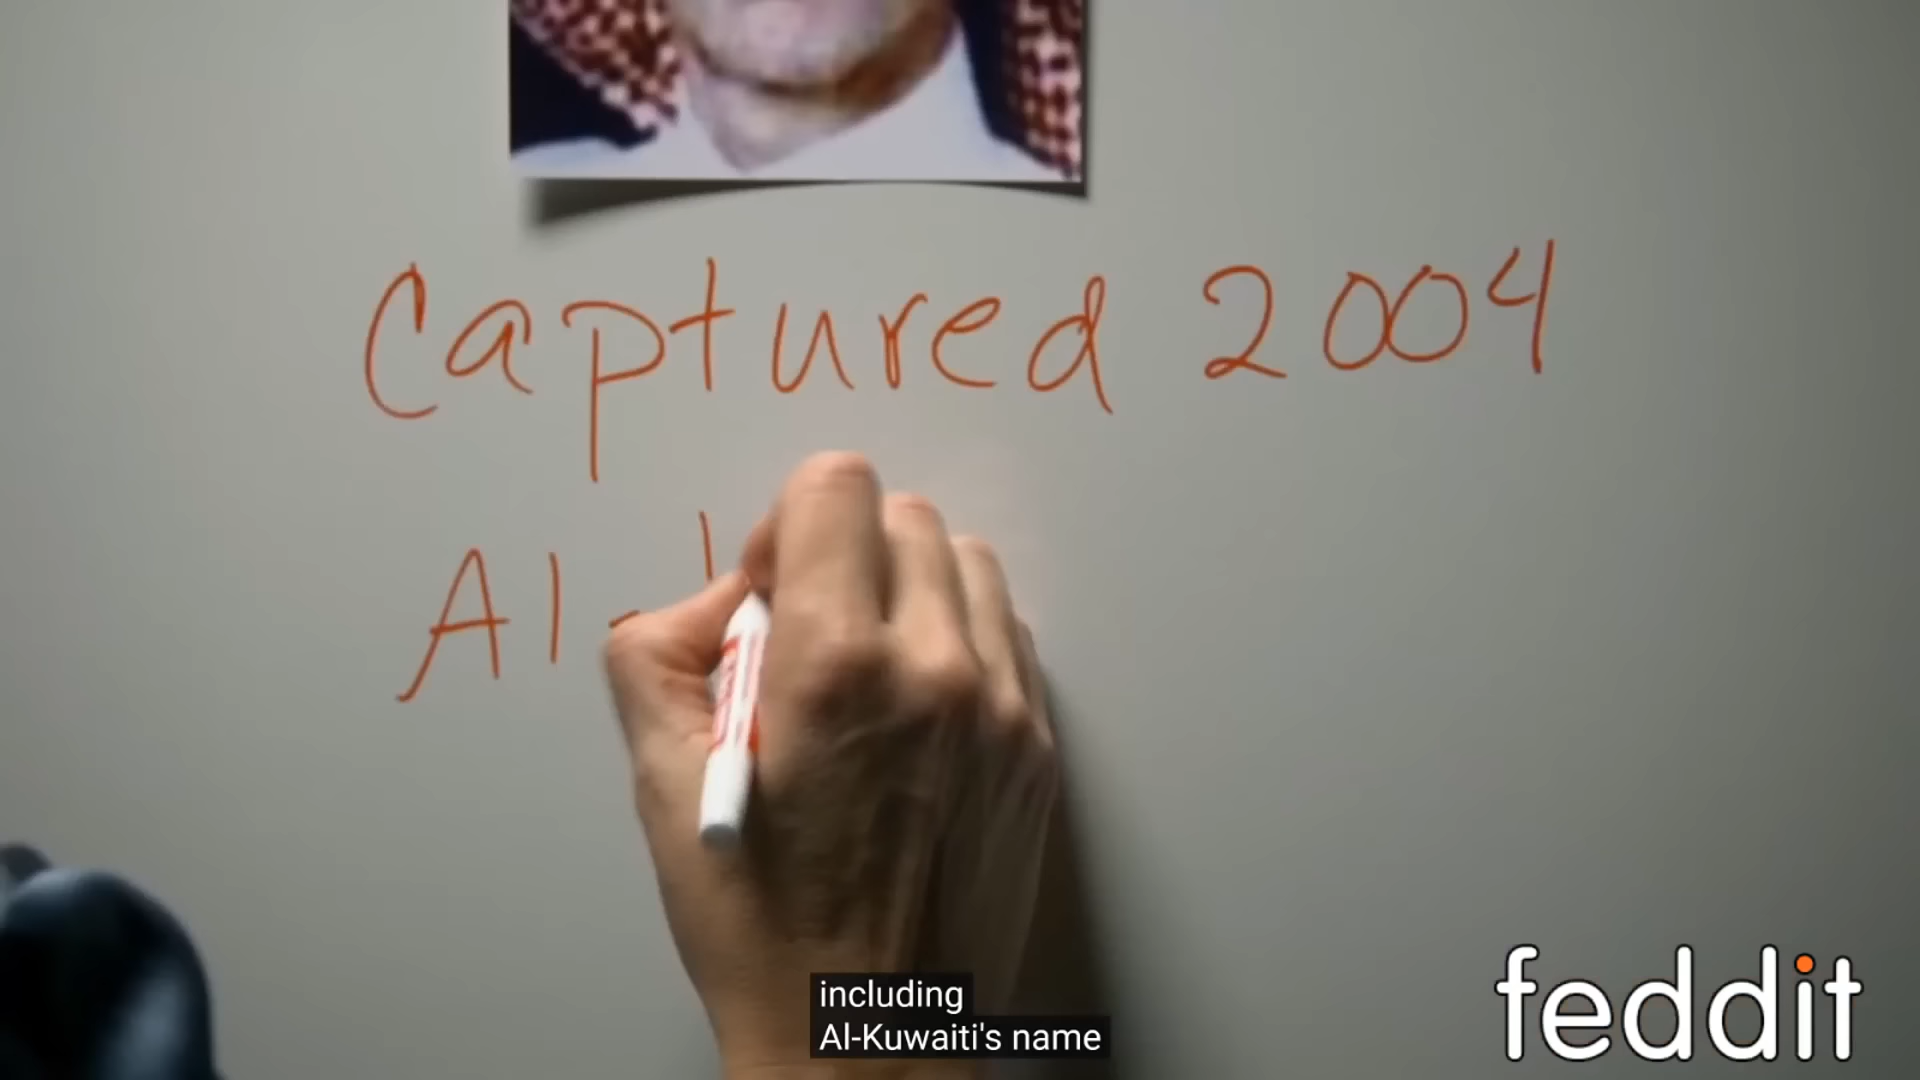 Captured 2004
Al-
including
Al-Kuwaiti's name
feddit